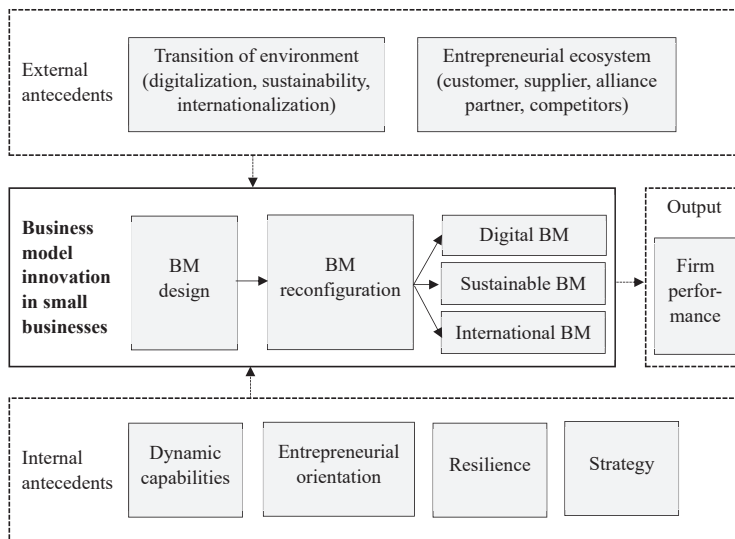 External
antecedents
Transition of environment
(digitalization, sustainability,
internationalization)
Entrepreneurial ecosystem
(customer, supplier, alliance
partner, competitors)
Business
model
innovation
in small
businesses
BM
design
BM
reconfiguration
Digital BM
Sustainable BM
International BM
Output
Firm
perfor-
mance
Internal
antecedents
Dynamic
capabilities
Entrepreneurial
orientation
Resilience
Strategy